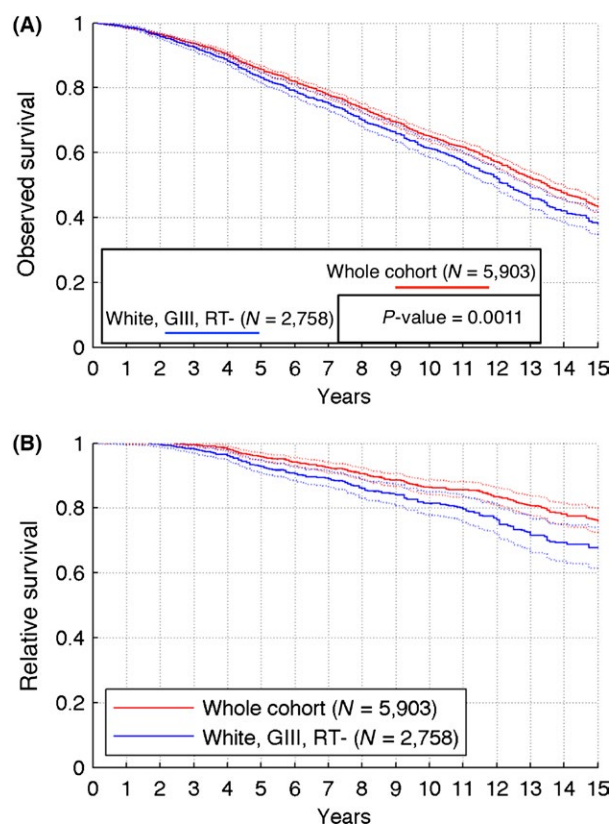 (A)
Observed survival
1
0.8
0.6
0.4
0.2
0
Whole cohort (N = 5,903)
White, GIII, RT- (N = 2,758)
P-value = 0.0011
0 1 2 3 4 5 6 7 8 9 10 11 12 13 14 15
Years
(B)
Relative survival
1
0.8
0.6
0.4
0.2
0
Whole cohort (N = 5,903)
White, GIII, RT- (N = 2,758)
0 1 2 3 4 5 6 7 8 9 10 11 12 13 14 15
Years